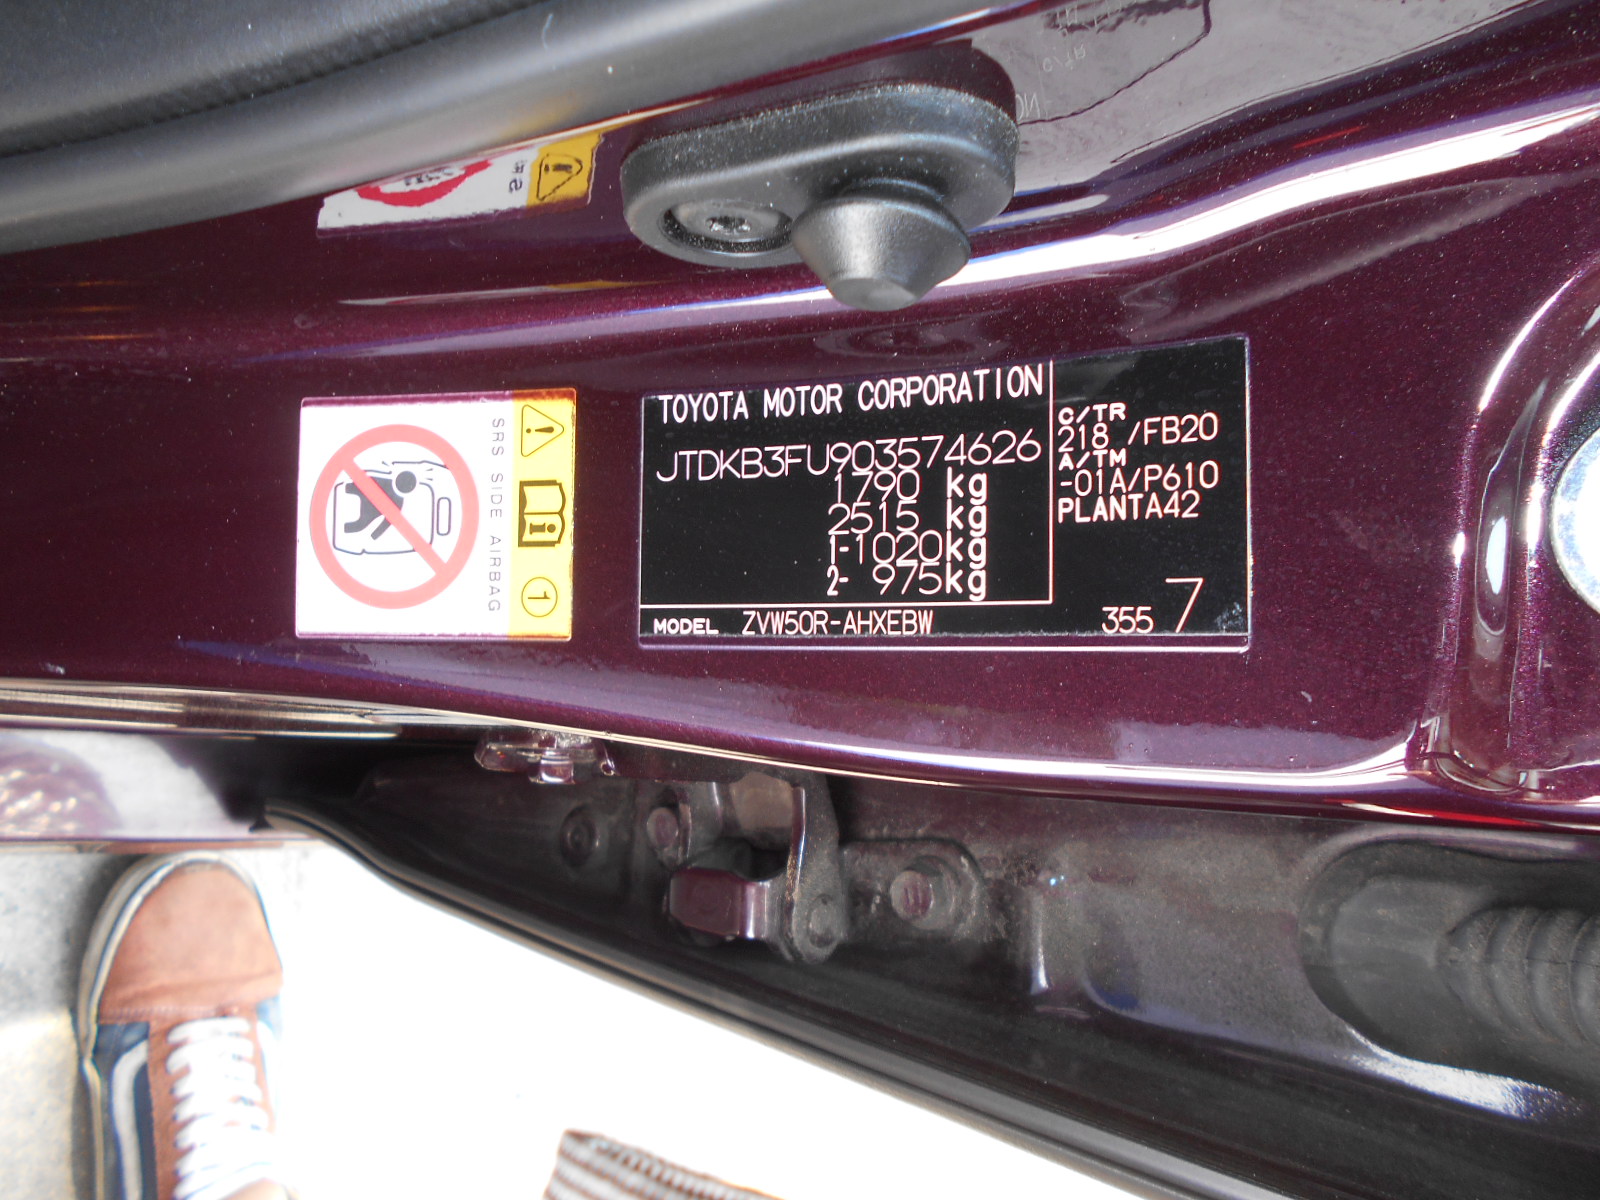 SRS SIDE AIRBAG
1
TOYOTA MOTOR CORPORATION
JTDKB3FU903574626
1790 kg
2515 kg
1-1020kg
2- 975kg
C/TR
218 /FB20
A/TM
-01A/P610
PLANTA42
MODEL ZVW50R-AHXEBW
355 7